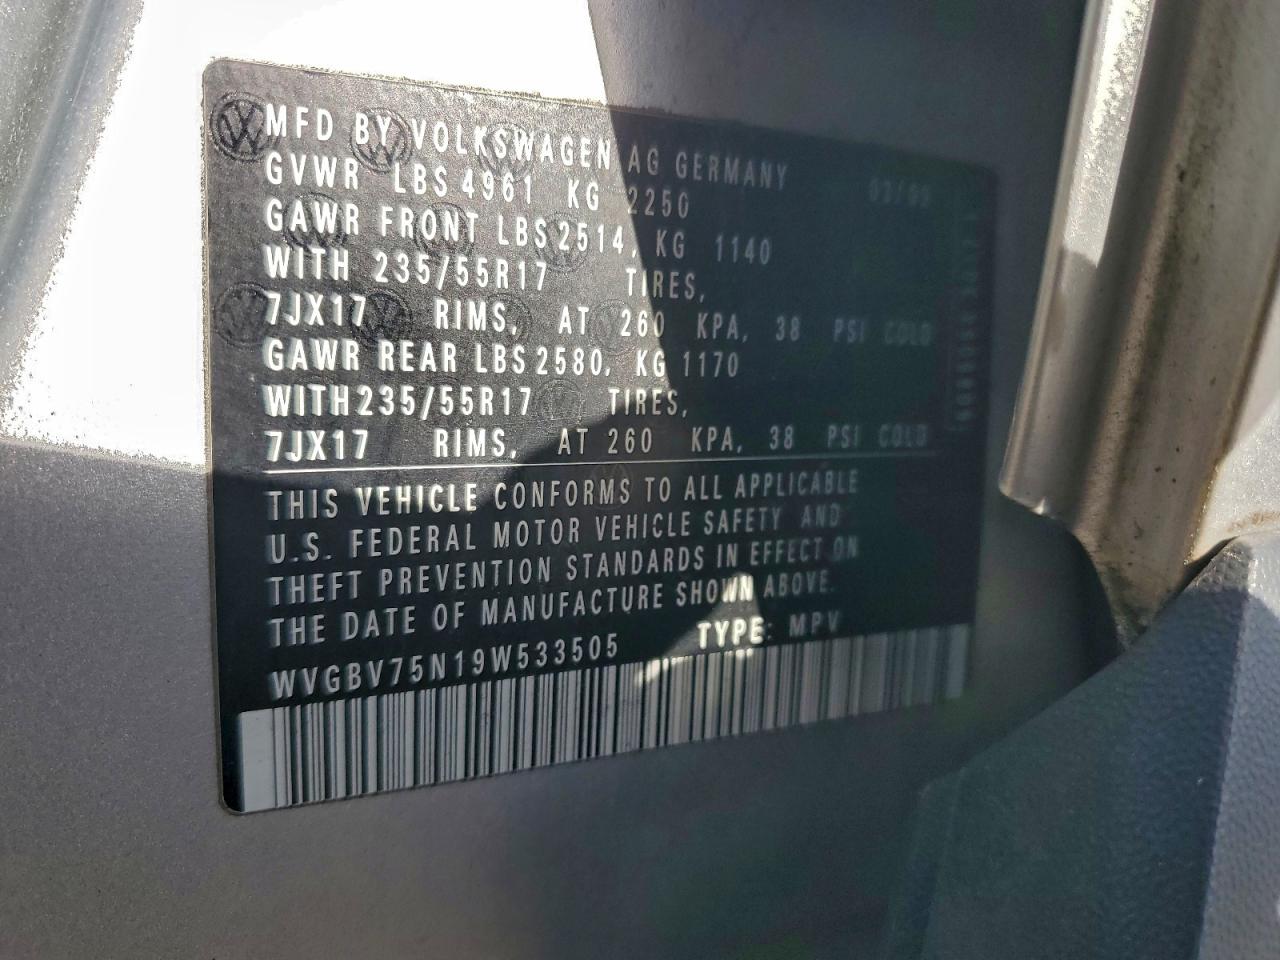 MFD BY VOLKSWAGEN AG GERMANY
GVWR LBS 4961 KG 2250
GAWR FRONT LBS 2514, KG 1140
WITH 235/55R17 TIRES,
7JX17 RIMS, AT 260 KPA, 38 PSI COLD
GAWR REAR LBS 2580, KG 1170
WITH 235/55R17 TIRES,
7JX17 RIMS, AT 260 KPA, 38 PSI COLD
THIS VEHICLE CONFORMS TO ALL APPLICABLE
U.S. FEDERAL MOTOR VEHICLE SAFETY AND
THEFT PREVENTION STANDARDS IN EFFECT ON
THE DATE OF MANUFACTURE SHOWN ABOVE.
WVGBV75N19W533505 TYPE: MPV